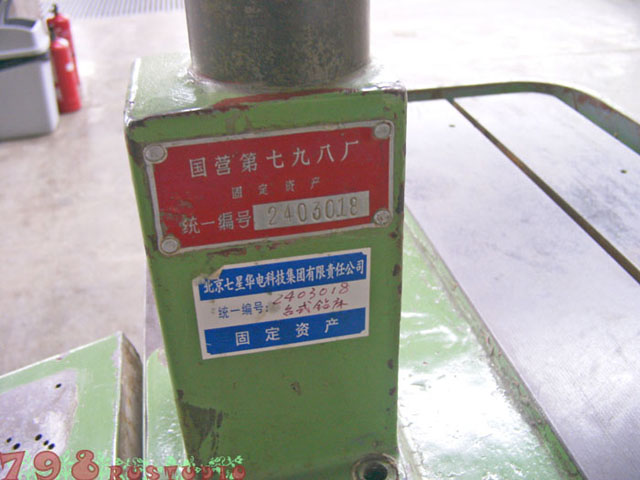 国营第七九八厂
固定资产
统一编号 2403018
北京七星华电科技集团有限责任公司
统一编号: 2403018
台式钻床
固定资产
798 RUSTUDIO